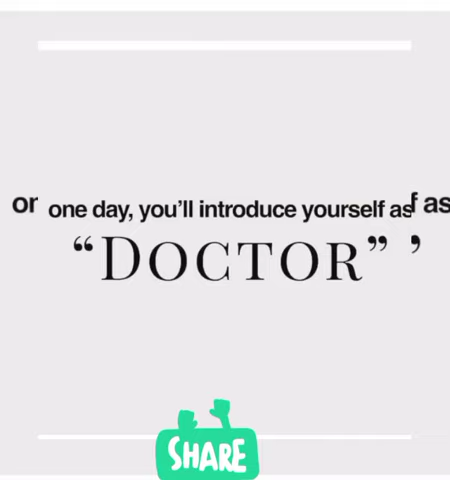 or one day, you'll introduce yourself as f as
“DOCTOR” ’
SHARE